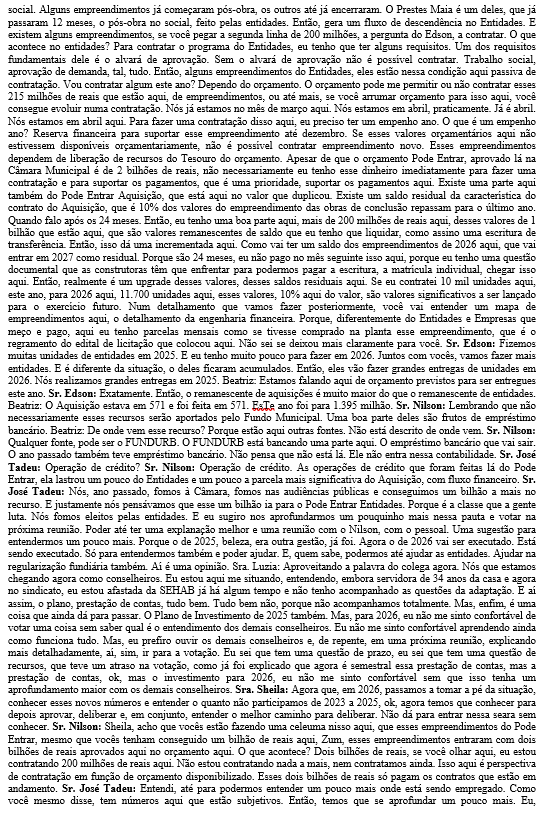 social. Alguns empreendimentos já começaram pós-obra, os outros até já encerraram. O Prestes Maia é um deles, que já
passaram 12 meses, o pós-obra no social, feito pelas entidades. Então, gera um fluxo de descendência no Entidades. E
existem alguns empreendimentos, se você pegar a segunda linha de 200 milhões, a pergunta do Edson, a contratar. O que
acontece no entidades? Para contratar o programa do Entidades, eu tenho que ter alguns requisitos. Um dos requisitos
fundamentais dele é o alvará de aprovação. Sem o alvará de aprovação não é possível contratar. Trabalho social,
aprovação de demanda, tal, tudo. Então, alguns empreendimentos do Entidades, eles estão nessa condição aqui passiva de
contratação. Vou contratar algum este ano? Dependo do orçamento. O orçamento pode me permitir ou não contratar esses
215 milhões de reais que estão aqui, de empreendimentos, ou até mais, se você arrumar orçamento para isso aqui, você
consegue evoluir numa contratação. Nós já estamos no mês de março aqui. Nós estamos em abril, praticamente. Já é abril.
Nós estamos em abril aqui. Para fazer uma contratação disso aqui, eu preciso ter um empenho ano. O que é um empenho
ano? Reserva financeira para suportar esse empreendimento até dezembro. Se esses valores orçamentários aqui não
estivessem disponíveis orçamentariamente, não é possível contratar empreendimento novo. Esses empreendimentos
dependem de liberação de recursos do Tesouro do orçamento. Apesar de que o orçamento Pode Entrar, aprovado lá na
Câmara Municipal é de 2 bilhões de reais, não necessariamente eu tenho esse dinheiro imediatamente para fazer uma
contratação e para suportar os pagamentos, que é uma prioridade, suportar os pagamentos aqui. Existe uma parte aqui
também do Pode Entrar Aquisição, que está aqui no valor que duplicou. Existe um saldo residual da característica do
contrato do Aquisição, que é 10% dos valores do empreendimento das obras de conclusão repassam para o último ano.
Quando falo após os 24 meses. Então, eu tenho uma boa parte aqui, mais de 200 milhões de reais aqui, desses valores de 1
bilhão que estão aqui, que são valores remanescentes de saldo que eu tenho que liquidar, como assino uma escritura de
transferência. Então, isso dá uma incrementada aqui. Como vai ter um saldo dos empreendimentos de 2026 aqui, que vai
entrar em 2027 como residual. Porque são 24 meses, eu não pago no mês seguinte isso aqui, porque eu tenho uma questão
documental que as construtoras têm que enfrentar para podermos pagar a escritura, a matrícula individual, chegar isso
aqui. Então, realmente é um upgrade desses valores, desses saldos residuais aqui. Se eu contratei 10 mil unidades aqui,
este ano, para 2026 aqui, 11.700 unidades aqui, esses valores, 10% aqui do valor, são valores significativos a ser lançado
para o exercício futuro. Num detalhamento que vamos fazer posteriormente, você vai entender um mapa de
empreendimentos aqui, o detalhamento da engenharia financeira. Porque, diferentemente do Entidades e Empresas que
meço e pago, aqui eu tenho parcelas mensais como se tivesse comprado na planta esse empreendimento, que é o
regramento do edital de licitação que colocou aqui. Não sei se deixou mais claramente para você. Sr. Edson: Fizemos
muitas unidades de entidades em 2025. E eu tenho muito pouco para fazer em 2026. Juntos com vocês, vamos fazer mais
entidades. E é diferente da situação, o deles ficaram acumulados. Então, eles vão fazer grandes entregas de unidades em
2026. Nós realizamos grandes entregas em 2025. Beatriz: Estamos falando aqui de orçamento previstos para ser entregues
este ano. Sr. Edson: Exatamente. Então, o remanescente de aquisições é muito maior do que o remanescente de entidades.
Beatriz: O Aquisição estava em 571 e foi feita em 571. EaTe ano foi para 1.395 milhão. Sr. Nilson: Lembrando que não
necessariamente esses recursos serão aportados pelo Fundo Municipal. Uma boa parte deles são frutos de empréstimo
bancário. Beatriz: De onde vem esse recurso? Porque estão aqui outras fontes. Não está descrito de onde vem. Sr. Nilson:
Qualquer fonte, pode ser o FUNDURB. O FUNDURB está bancando uma parte aqui. O empréstimo bancário que vai sair.
O ano passado também teve empréstimo bancário. Não pensa que não está lá. Ele não entra nessa contabilidade. Sr. José
Tadeu: Operação de crédito? Sr. Nilson: Operação de crédito. As operações de crédito que foram feitas lá do Pode
Entrar, ela lastrou um pouco do Entidades e um pouco a parcela mais significativa do Aquisição, com fluxo financeiro. Sr.
José Tadeu: Nós, ano passado, fomos à Câmara, fomos nas audiências públicas e conseguimos um bilhão a mais no
recurso. E justamente nós pensávamos que esse um bilhão ia para o Pode Entrar Entidades. Porque é a classe que a gente
luta. Nós fomos eleitos pelas entidades. E eu sugiro nos aprofundarmos um pouquinho mais nessa pauta e votar na
próxima reunião. Poder até ter uma explicação melhor e uma reunião com o Nilson, com o pessoal. Uma sugestão para
entendermos um pouco mais. Porque o de 2025, beleza, era outra gestão, já foi. Agora o de 2026 vai ser executado. Está
sendo executado. Só para entendermos também e poder ajudar. E, quem sabe, podermos até ajudar as entidades. Ajudar na
regularização fundiária também. Aí é uma opinião. Sra. Luzia: Aproveitando a palavra do colega agora. Nós que estamos
chegando agora como conselheiros. Eu estou aqui me situando, entendendo, embora servidora de 34 anos da casa e agora
no sindicato, eu estou afastada da SEHAB já há algum tempo e não tenho acompanhado as questões da adaptação. E aí
assim, o plano, prestação de contas, tudo bem. Tudo bem não, porque não acompanhamos totalmente. Mas, enfim, é uma
coisa que ainda dá para passar. O Plano de Investimento de 2025 também. Mas, para 2026, eu não me sinto confortável de
votar uma coisa sem saber qual é o entendimento dos demais conselheiros. Eu não me sinto confortável aprendendo ainda
como funciona tudo. Mas, eu prefiro ouvir os demais conselheiros e, de repente, em uma próxima reunião, explicando
mais detalhadamente, aí, sim, ir para a votação. Eu sei que tem uma questão de prazo, eu sei que tem uma questão de
recursos, que teve um atraso na votação, como já foi explicado que agora é semestral essa prestação de contas, mas a
prestação de contas, ok, mas o investimento para 2026, eu não me sinto confortável sem que isso tenha um
aprofundamento maior com os demais conselheiros. Sra. Sheila: Agora que, em 2026, passamos a tomar a pé da situação,
conhecer esses novos números e entender o quanto não participamos de 2023 a 2025, ok, agora temos que conhecer para
depois aprovar, deliberar e, em conjunto, entender o melhor caminho para deliberar. Não dá para entrar nessa seara sem
conhecer. Sr. Nilson: Sheila, acho que vocês estão fazendo uma celeuma nisso aqui, que esses empreendimentos do Pode
Entrar, mesmo que vocês tenham conseguido um bilhão de reais aqui, Zum, esses empreendimentos entraram com dois
bilhões de reais aprovados aqui no orçamento aqui. O que acontece? Dois bilhões de reais, se você olhar aqui, eu estou
contratando 200 milhões de reais aqui. Não estou contratando nada a mais, nem contratamos ainda. Isso aqui é perspectiva
de contratação em função de orçamento disponibilizado. Esses dois bilhões de reais só pagam os contratos que estão em
andamento. Sr. José Tadeu: Entendi, até para podermos entender um pouco mais onde está sendo empregado. Como
você mesmo disse, tem números aqui que estão subjetivos. Então, temos que se aprofundar um pouco mais. Eu,